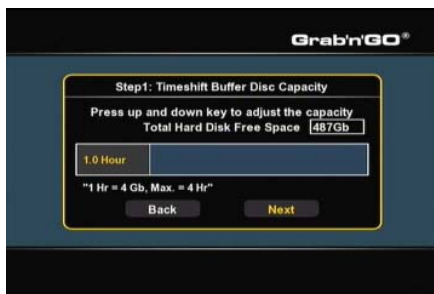 Grab'n'GO®
Step1: Timeshift Buffer Disc Capacity
Press up and down key to adjust the capacity
Total Hard Disk Free Space 487Gb
1.0 Hour
"1 Hr = 4 Gb, Max. = 4 Hr"
Back Next